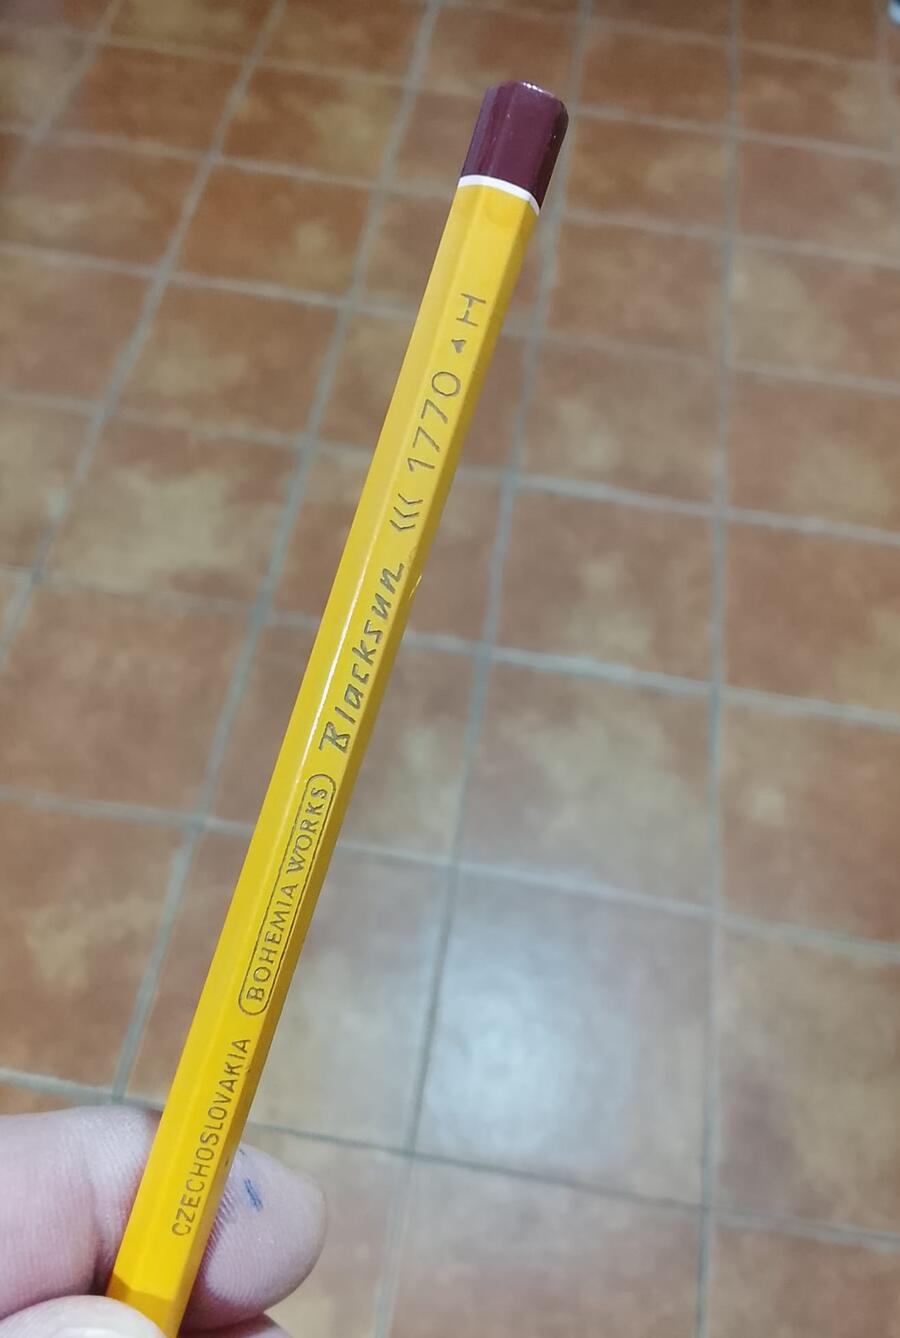 CZECHOSLOVAKIA BOHEMIA WORKS Blacksun ⟨⟨⟨ 1770 ◂ H